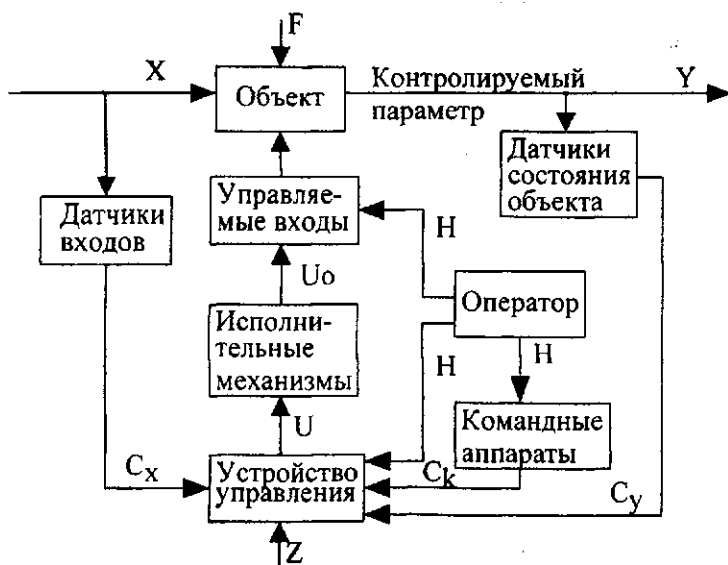 F
X
Объект
Контролируемый
параметр
Y
Датчики
состояния
объекта
Управляе-
мые входы
Датчики
входов
H
Uo
Оператор
Исполни-
тельные
механизмы
H
H
U
Командные
аппараты
Cx
Устройство
управления
Ck
Cy
Z